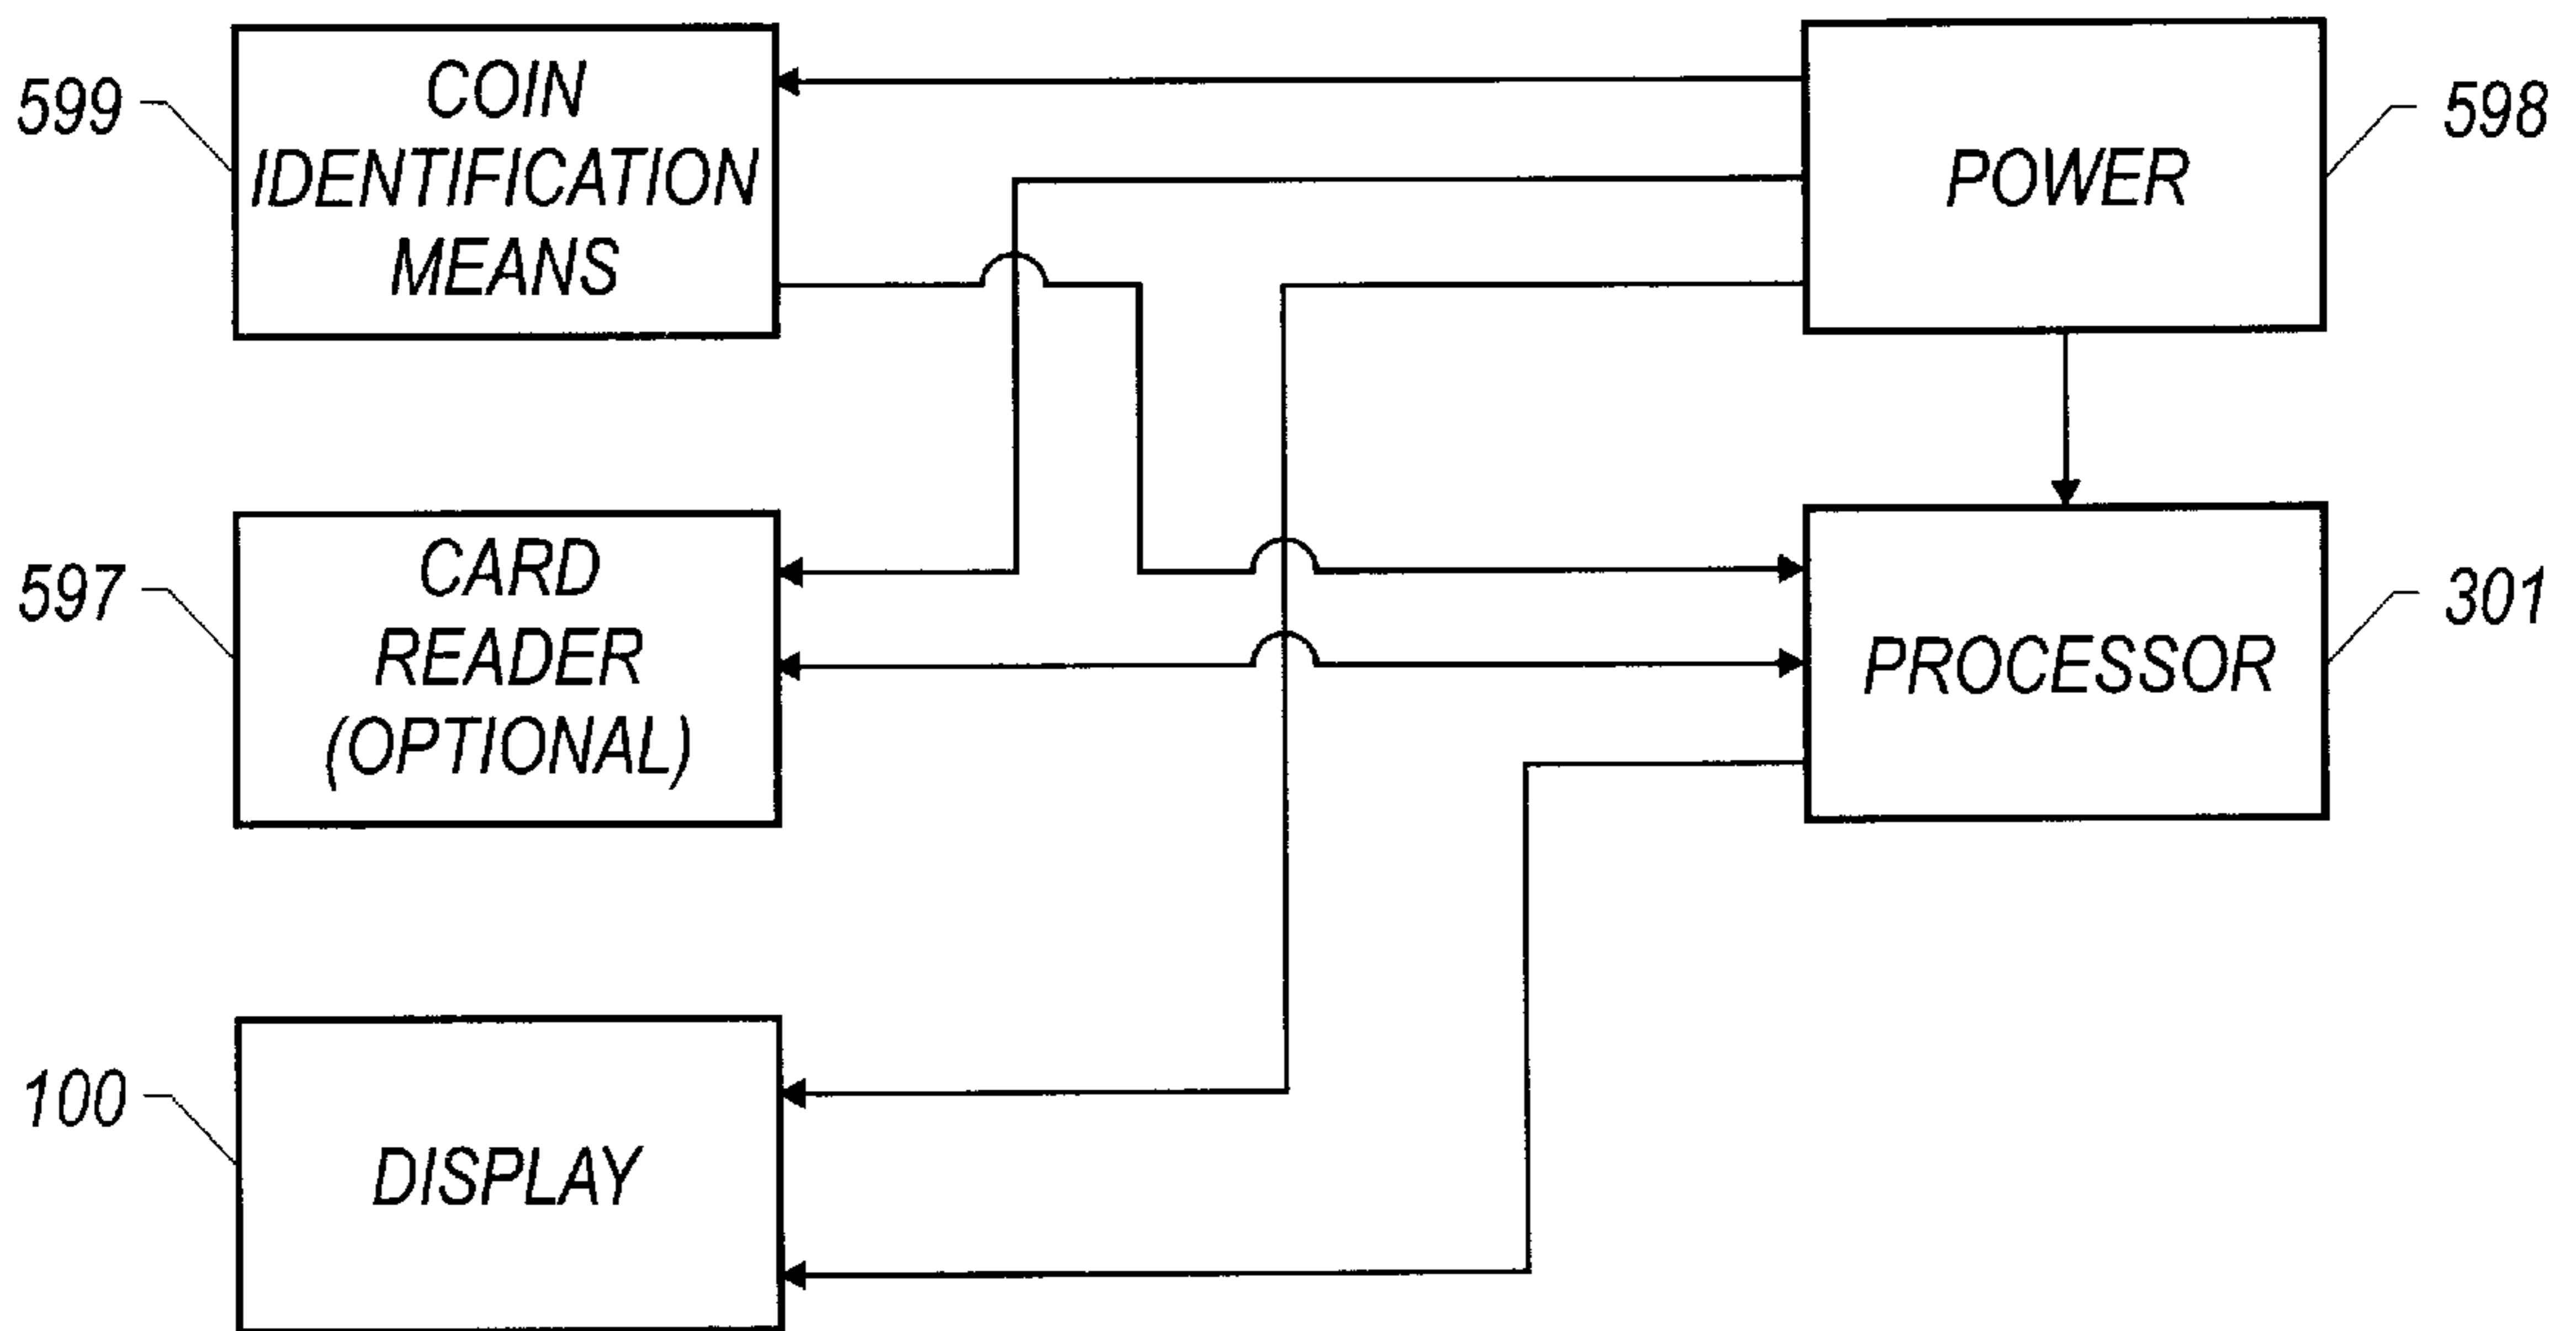 599
COIN
IDENTIFICATION
MEANS
POWER
598
597
CARD
READER
(OPTIONAL)
PROCESSOR
301
100
DISPLAY